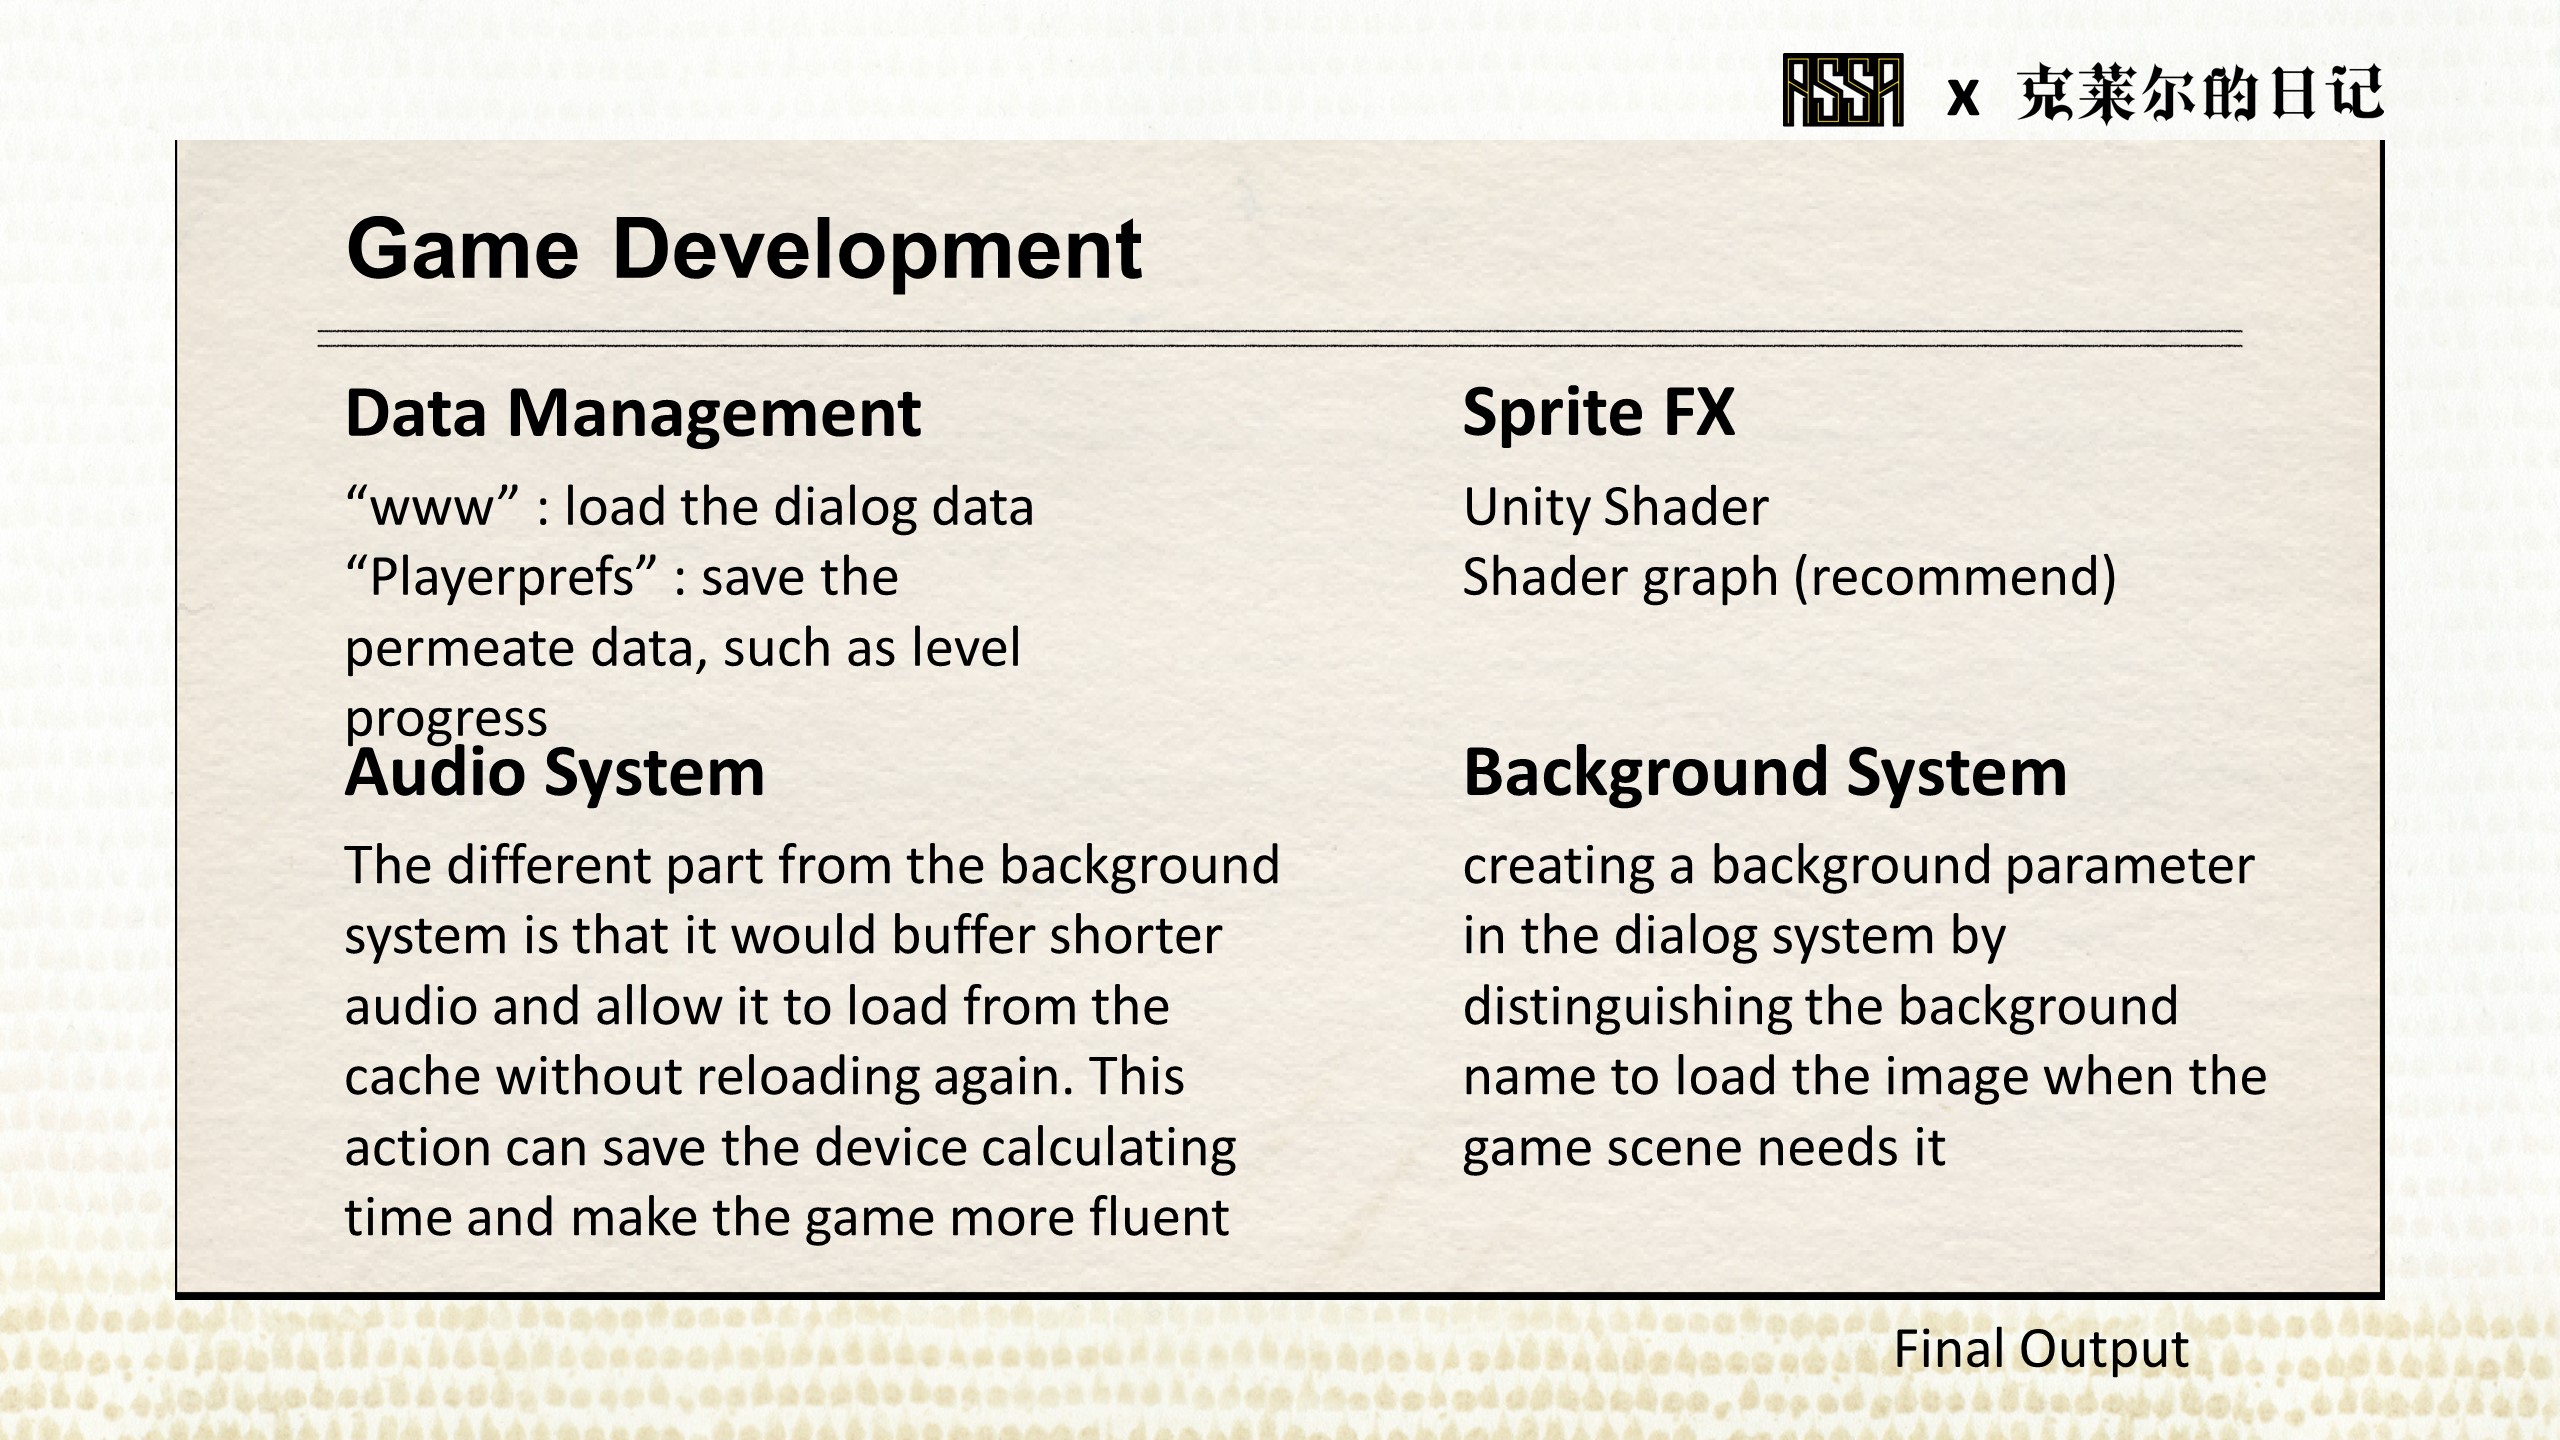 ASSA x 克莱尔的日记
Game Development
Data Management
“www” : load the dialog data
“Playerprefs” : save the
permeate data, such as level
progress
Sprite FX
Unity Shader
Shader graph (recommend)
Audio System
The different part from the background
system is that it would buffer shorter
audio and allow it to load from the
cache without reloading again. This
action can save the device calculating
time and make the game more fluent
Background System
creating a background parameter
in the dialog system by
distinguishing the background
name to load the image when the
game scene needs it
Final Output